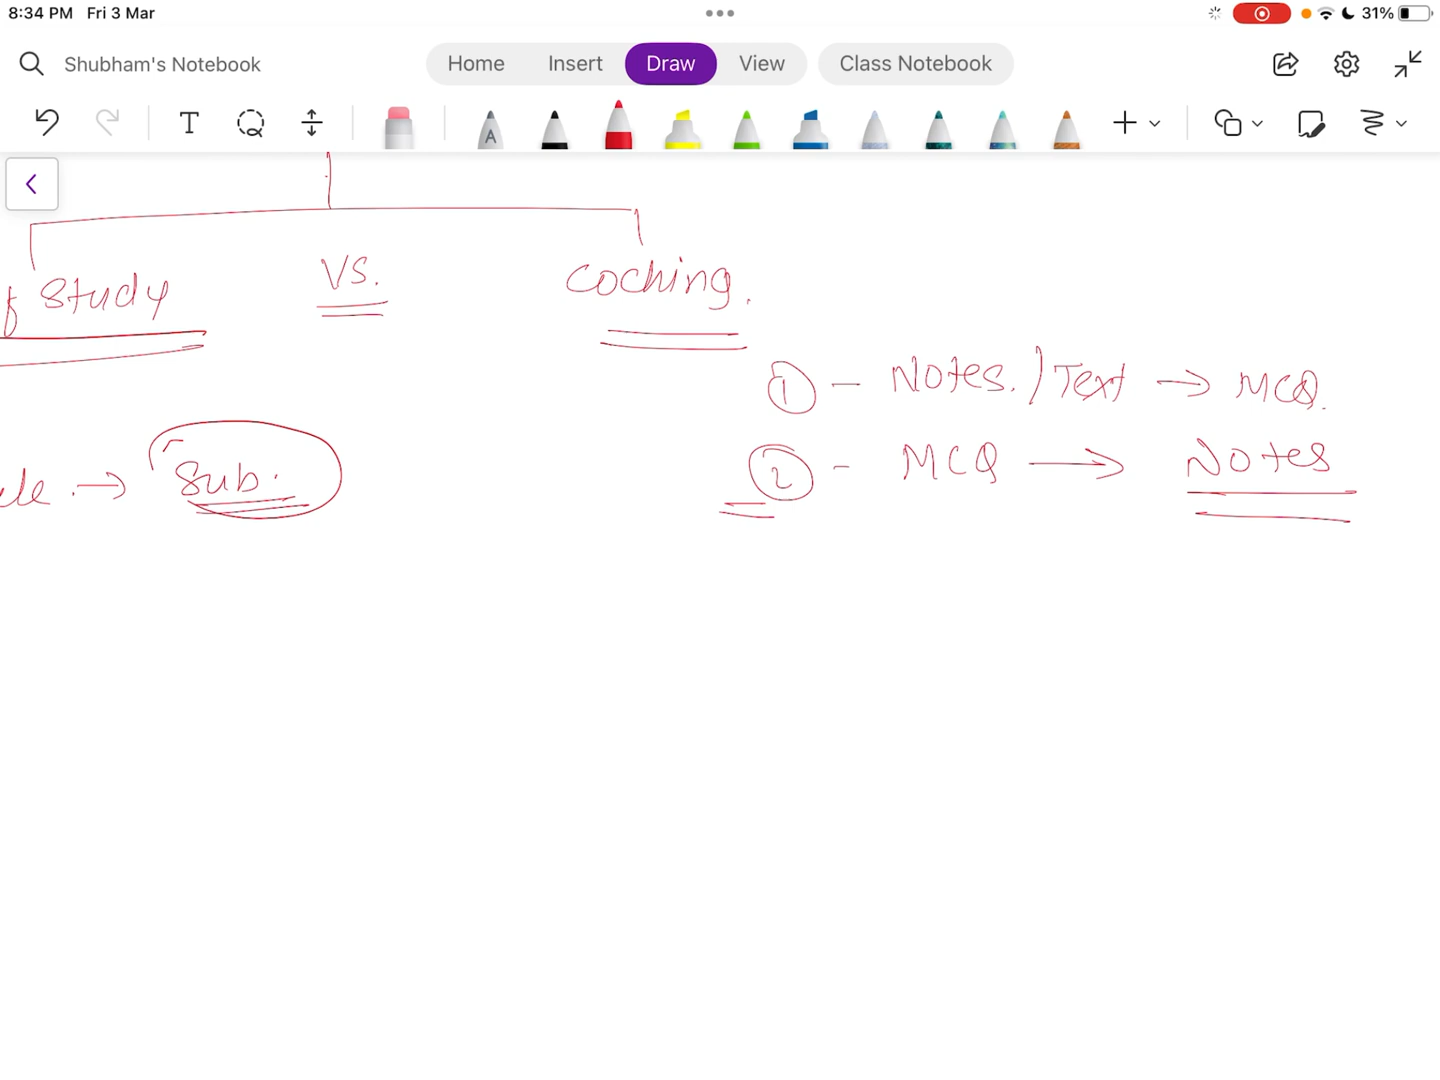 8:34 PM Fri 3 Mar
31%
Shubham's Notebook
Home Insert Draw View Class Notebook
T
A
f Study VS. Coching.
① - Notes. / Text → MCQ.
② - MCQ → Notes
→ Sub.